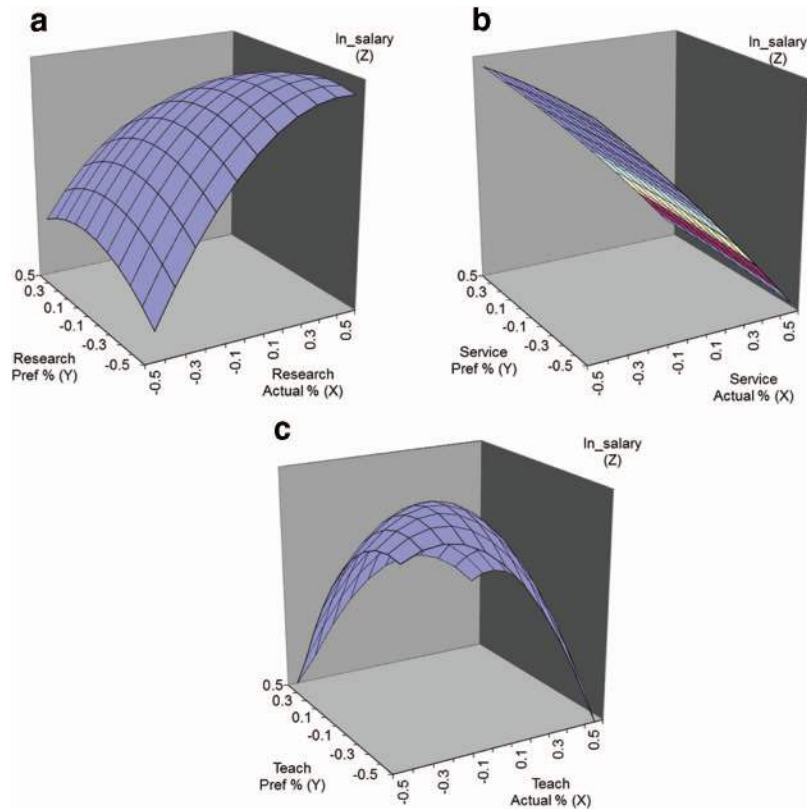 a
ln_salary
(Z)
0.5
0.3
0.1
-0.1
-0.3
-0.5
Research
Pref % (Y)
-0.5
-0.3
-0.1
0.1
0.3
0.5
Research
Actual % (X)
b
ln_salary
(Z)
0.5
0.3
0.1
-0.1
-0.3
-0.5
Service
Pref % (Y)
-0.5
-0.3
-0.1
0.1
0.3
0.5
Service
Actual % (X)
c
ln_salary
(Z)
0.5
0.3
0.1
-0.1
-0.3
-0.5
Teach
Pref % (Y)
-0.5
-0.3
-0.1
0.1
0.3
0.5
Teach
Actual % (X)